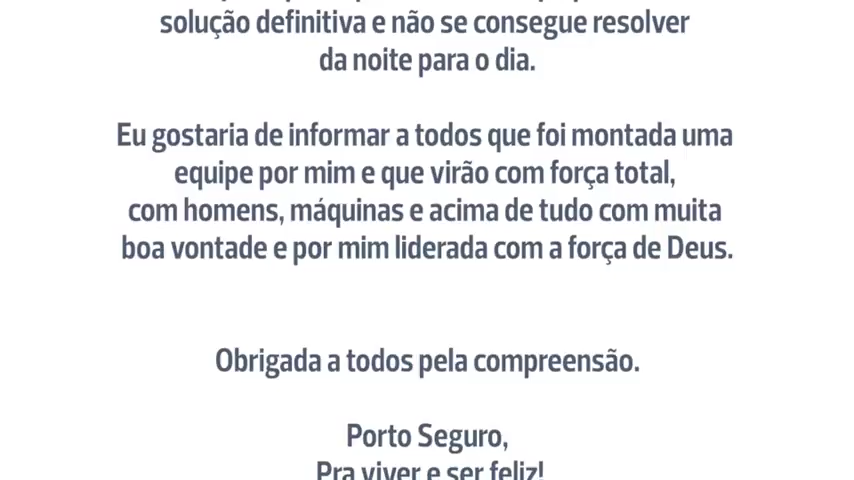 solução definitiva e não se consegue resolver
da noite para o dia.
Eu gostaria de informar a todos que foi montada uma
equipe por mim e que virão com força total,
com homens, máquinas e acima de tudo com muita
boa vontade e por mim liderada com a força de Deus.
Obrigada a todos pela compreensão.
Porto Seguro,
Pra viver e ser feliz!